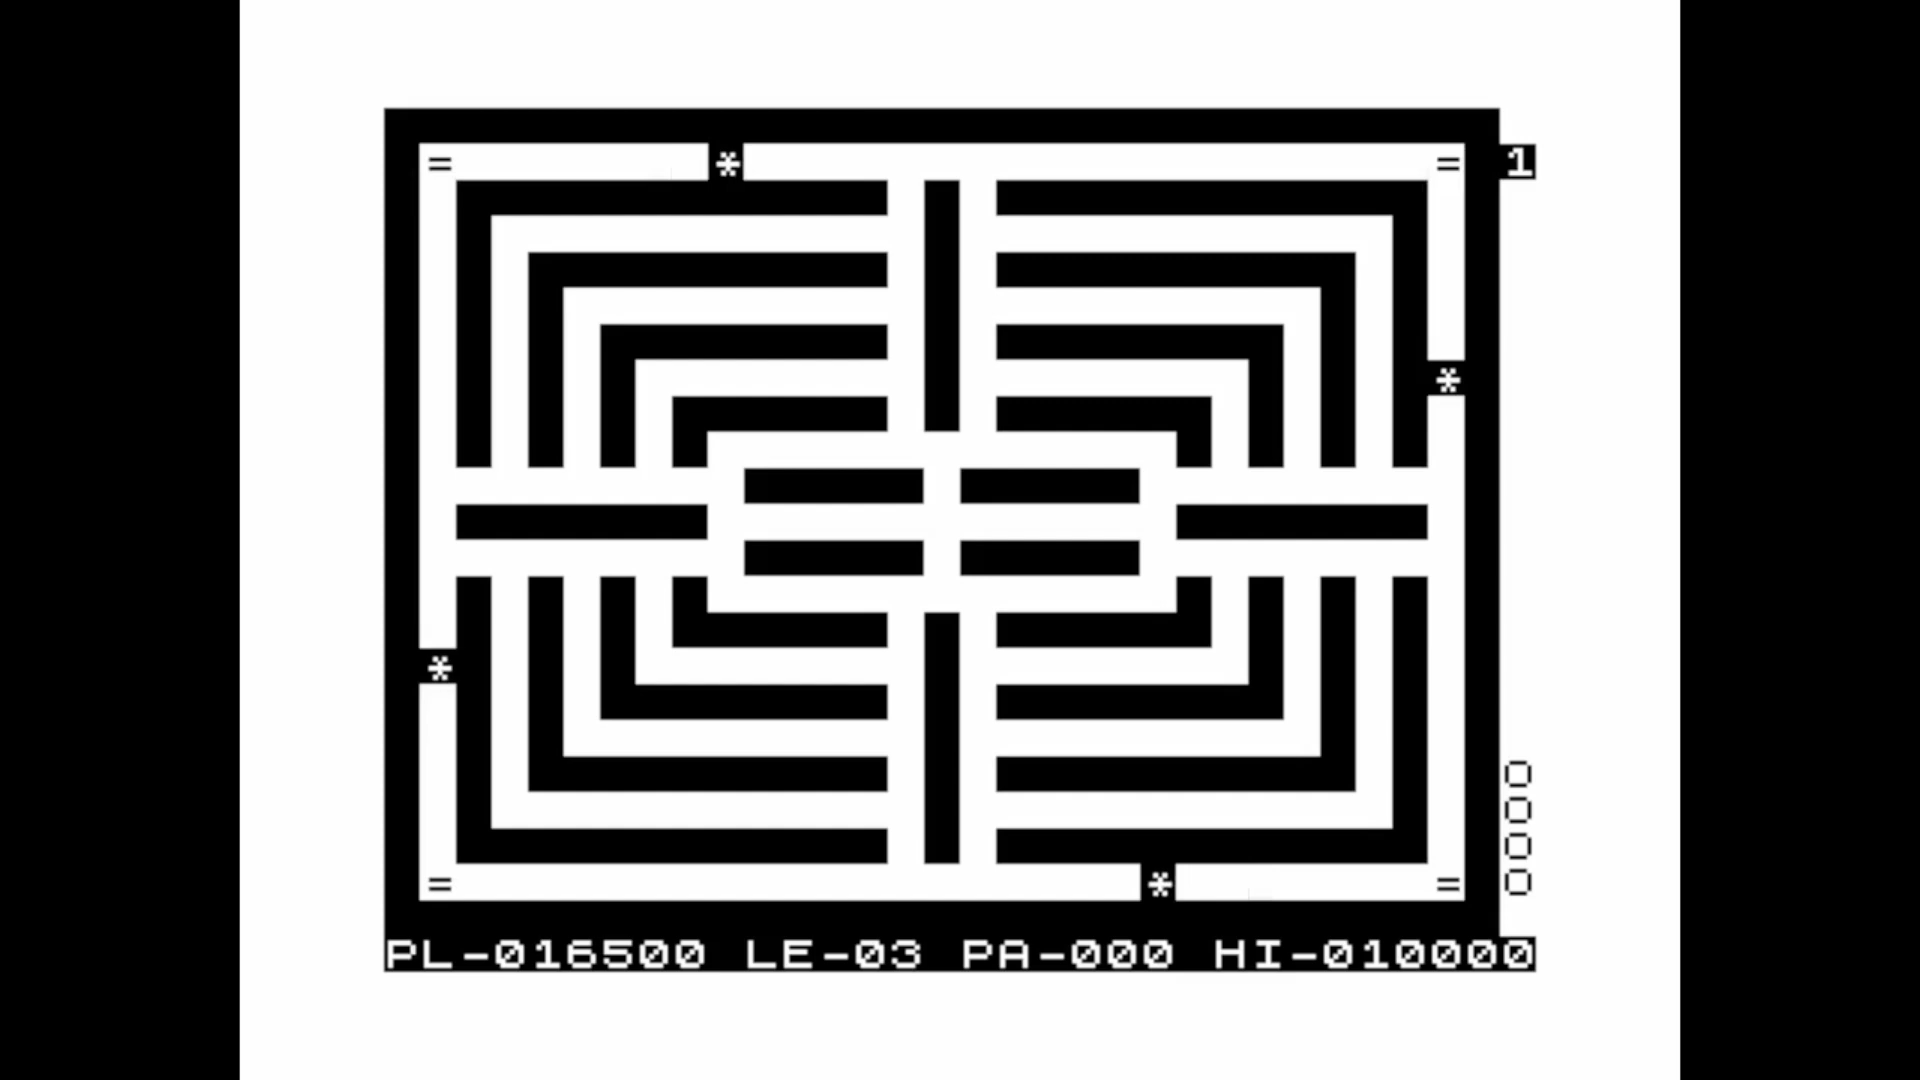 = * = 1
*
*
= * =
O
O
O
O
PL-016500 LE-03 PA-000 HI-010000